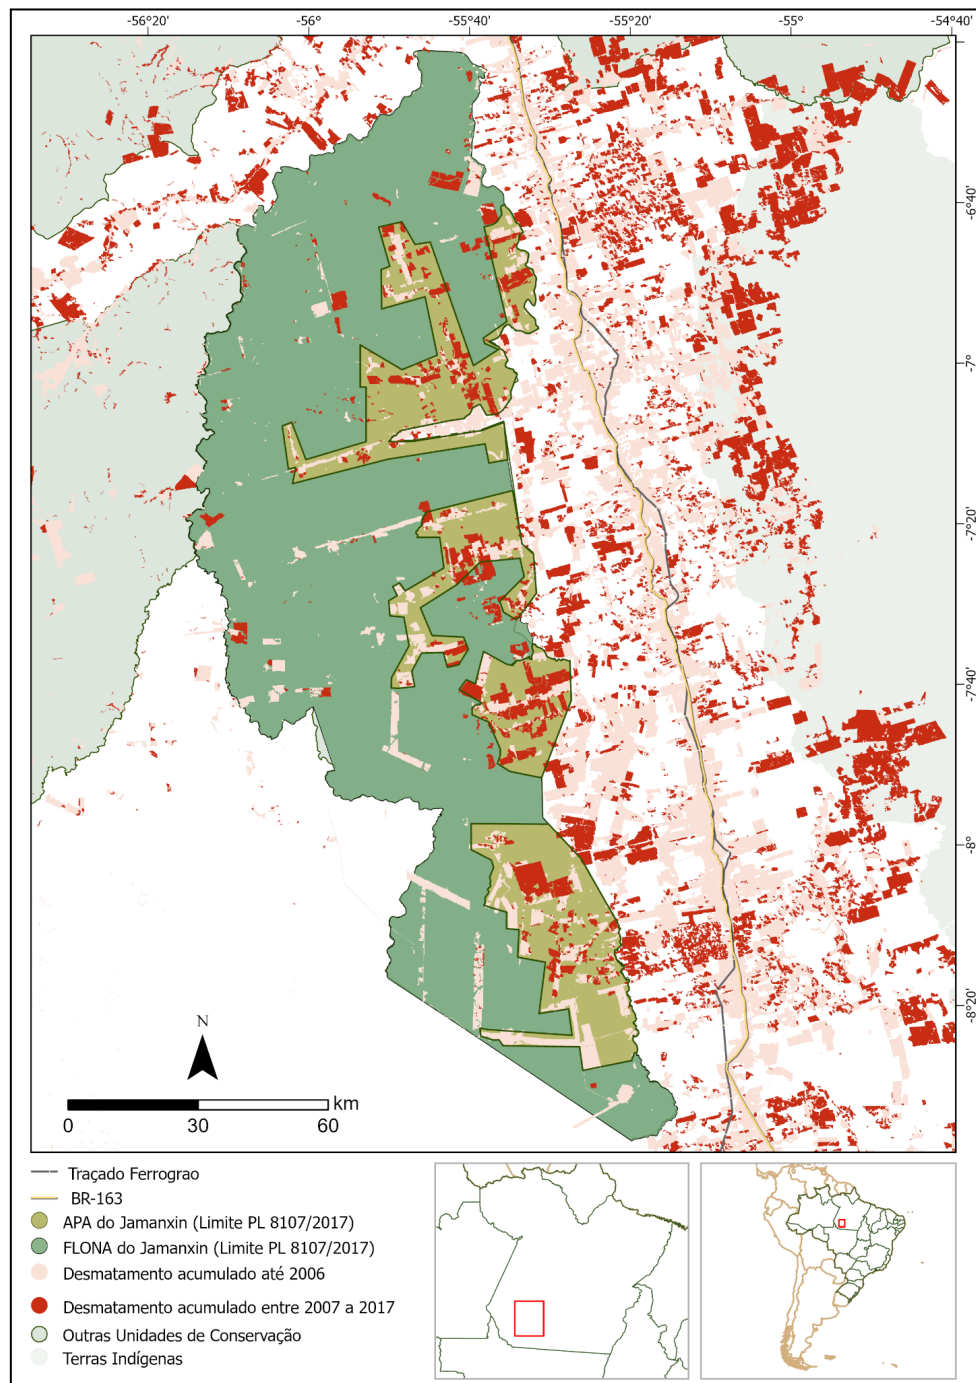 -56°20' -56° -55°40' -55°20' -55° -54°40'
-6°40'
-7°
-7°20'
-7°40'
-8°
-8°20'
N
km
0 30 60
Traçado Ferrograo
BR-163
APA do Jamanxin (Limite PL 8107/2017)
FLONA do Jamanxin (Limite PL 8107/2017)
Desmatamento acumulado até 2006
Desmatamento acumulado entre 2007 a 2017
Outras Unidades de Conservação
Terras Indígenas